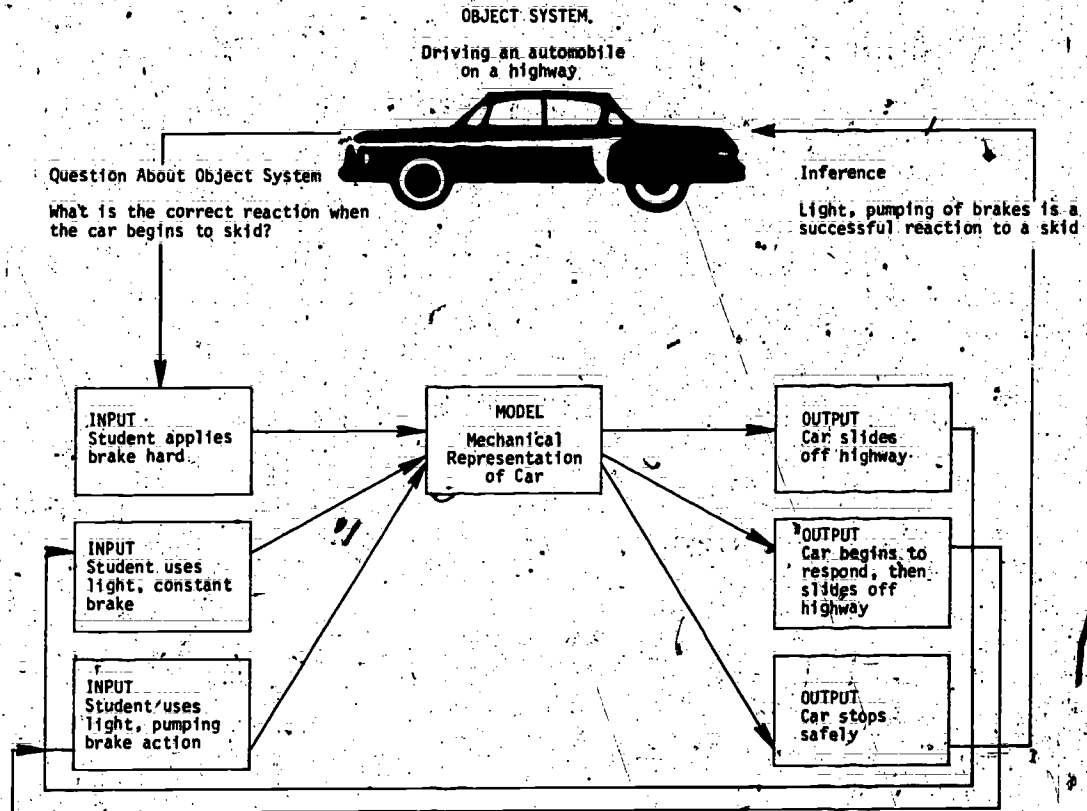 OBJECT SYSTEM.
Driving an automobile
on a highway
Question About Object System
What is the correct reaction when
the car begins to skid?
Inference
Light, pumping of brakes is a
successful reaction to a skid
INPUT
Student applies
brake hard
MODEL
Mechanical
Representation
of Car
OUTPUT
Car slides
off highway
INPUT
Student uses
light, constant
brake
OUTPUT
Car begins to
respond, then
slides off
highway
INPUT
Student uses
light, pumping
brake action
OUTPUT
Car stops
safely